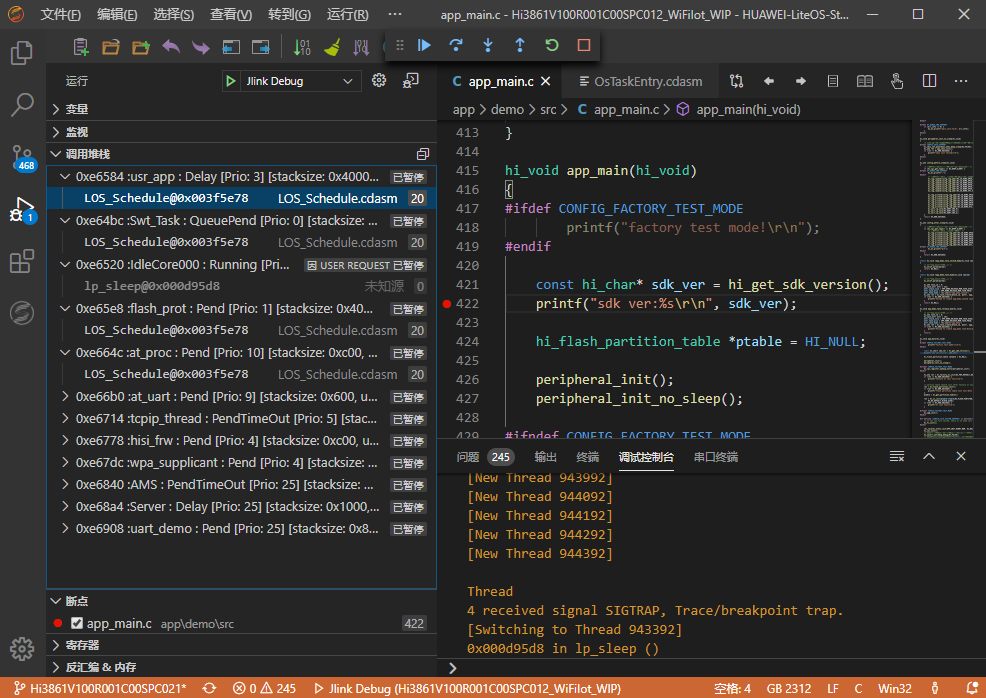 文件(F) 编辑(E) 选择(S) 查看(V) 转到(G) 运行(R) ··· app_main.c - Hi3861V100R001C00SPC012_WiFilot_WIP - HUAWEI-LiteOS-St...
运行 Jlink Debug
变量
监视
调用堆栈
0xe6584 :usr_app : Delay [Prio: 3] [stacksize: 0x4000... 已暂停
LOS_Schedule@0x003f5e78 LOS_Schedule.cdasm 20
0xe64bc :Swt_Task : QueuePend [Prio: 0] [stacksize: ... 已暂停
LOS_Schedule@0x003f5e78 LOS_Schedule.cdasm 20
0xe6520 :IdleCore000 : Running [Pri... 因 USER REQUEST 已暂停
lp_sleep@0x000d95d8 未知源 0
0xe65e8 :flash_prot : Pend [Prio: 1] [stacksize: 0x40... 已暂停
LOS_Schedule@0x003f5e78 LOS_Schedule.cdasm 20
0xe664c :at_proc : Pend [Prio: 10] [stacksize: 0xc00, ... 已暂停
LOS_Schedule@0x003f5e78 LOS_Schedule.cdasm 20
0xe66b0 :at_uart : Pend [Prio: 9] [stacksize: 0x600, u... 已暂停
0xe6714 :tcpip_thread : PendTimeOut [Prio: 5] [stac... 已暂停
0xe6778 :hisi_frw : Pend [Prio: 4] [stacksize: 0xc00, u... 已暂停
0xe67dc :wpa_supplicant : Pend [Prio: 4] [stacksize: ... 已暂停
0xe6840 :AMS : PendTimeOut [Prio: 25] [stacksize: ... 已暂停
0xe68a4 :Server : Delay [Prio: 25] [stacksize: 0x1000,... 已暂停
0xe6908 :uart_demo : Pend [Prio: 25] [stacksize: 0x8... 已暂停
468
1
断点
app_main.c app\demo\src 422
寄存器
反汇编 & 内存
C app_main.c OsTaskEntry.cdasm ···
app > demo > src > C app_main.c > app_main(hi_void)
413 }
414
415 hi_void app_main(hi_void)
416 {
417 #ifdef CONFIG_FACTORY_TEST_MODE
418 printf("factory test mode!\r\n");
419 #endif
420
421 const hi_char* sdk_ver = hi_get_sdk_version();
422 printf("sdk ver:%s\r\n", sdk_ver);
423
424 hi_flash_partition_table *ptable = HI_NULL;
425
426 peripheral_init();
427 peripheral_init_no_sleep();
428
429 #ifndef CONFIG_FACTORY_TEST_MODE
问题 245 输出 终端 调试控制台 串口终端
[New Thread 943992]
[New Thread 944092]
[New Thread 944192]
[New Thread 944292]
[New Thread 944392]
Thread
4 received signal SIGTRAP, Trace/breakpoint trap.
[Switching to Thread 943392]
0x000d95d8 in lp_sleep ()
>
Hi3861V100R001C00SPC021* 0 245 Jlink Debug (Hi3861V100R001C00SPC012_WiFilot_WIP) 空格: 4 GB 2312 LF C Win32